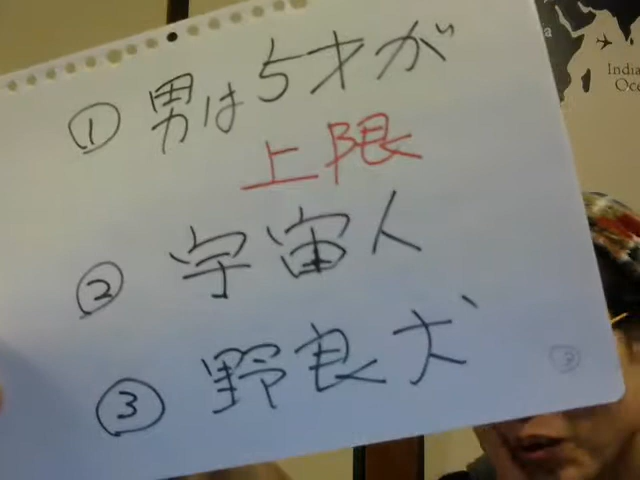 ① 男は5才が
上限
② 宇宙人
③ 野良犬
India
Oce